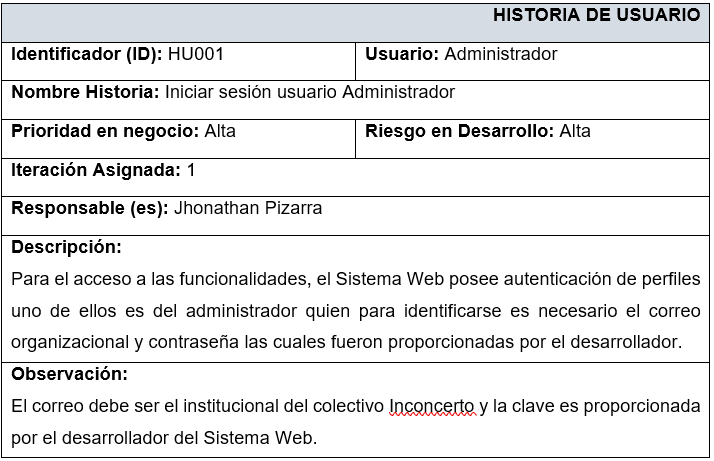 HISTORIA DE USUARIO
Identificador (ID): HU001 Usuario: Administrador
Nombre Historia: Iniciar sesión usuario Administrador
Prioridad en negocio: Alta Riesgo en Desarrollo: Alta
Iteración Asignada: 1
Responsable (es): Jhonathan Pizarra
Descripción:
Para el acceso a las funcionalidades, el Sistema Web posee autenticación de perfiles
uno de ellos es del administrador quien para identificarse es necesario el correo
organizacional y contraseña las cuales fueron proporcionadas por el desarrollador.
Observación:
El correo debe ser el institucional del colectivo Inconcerto y la clave es proporcionada
por el desarrollador del Sistema Web.